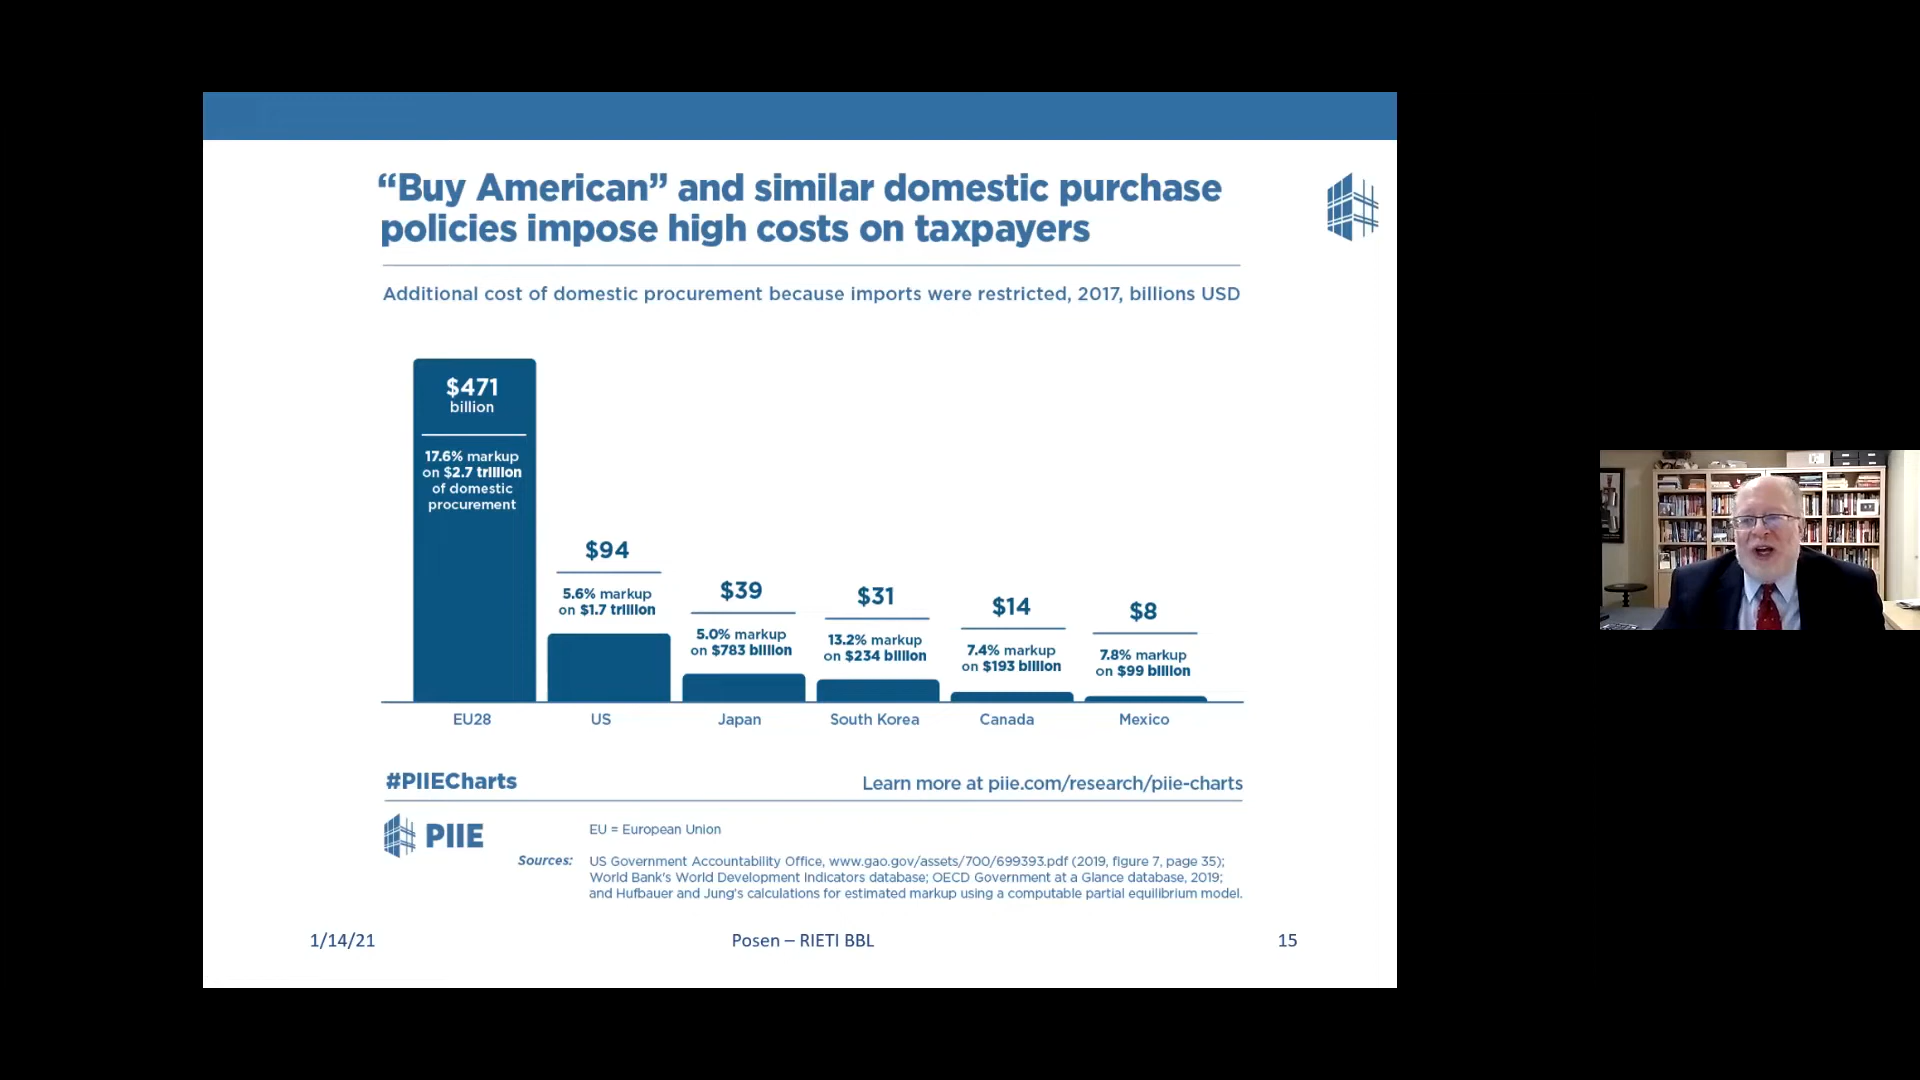 “Buy American” and similar domestic purchase
policies impose high costs on taxpayers
Additional cost of domestic procurement because imports were restricted, 2017, billions USD
$471
billion
17.6% markup
on $2.7 trillion
of domestic
procurement
$94
5.6% markup
on $1.7 trillion
$39
5.0% markup
on $783 billion
$31
13.2% markup
on $234 billion
$14
7.4% markup
on $193 billion
$8
7.8% markup
on $99 billion
EU28
US
Japan
South Korea
Canada
Mexico
#PIIECharts
Learn more at piie.com/research/piie-charts
PIIE
EU = European Union
Sources: US Government Accountability Office, www.gao.gov/assets/700/699393.pdf (2019, figure 7, page 35);
World Bank's World Development Indicators database; OECD Government at a Glance database, 2019;
and Hufbauer and Jung's calculations for estimated markup using a computable partial equilibrium model.
1/14/21
Posen – RIETI BBL
15